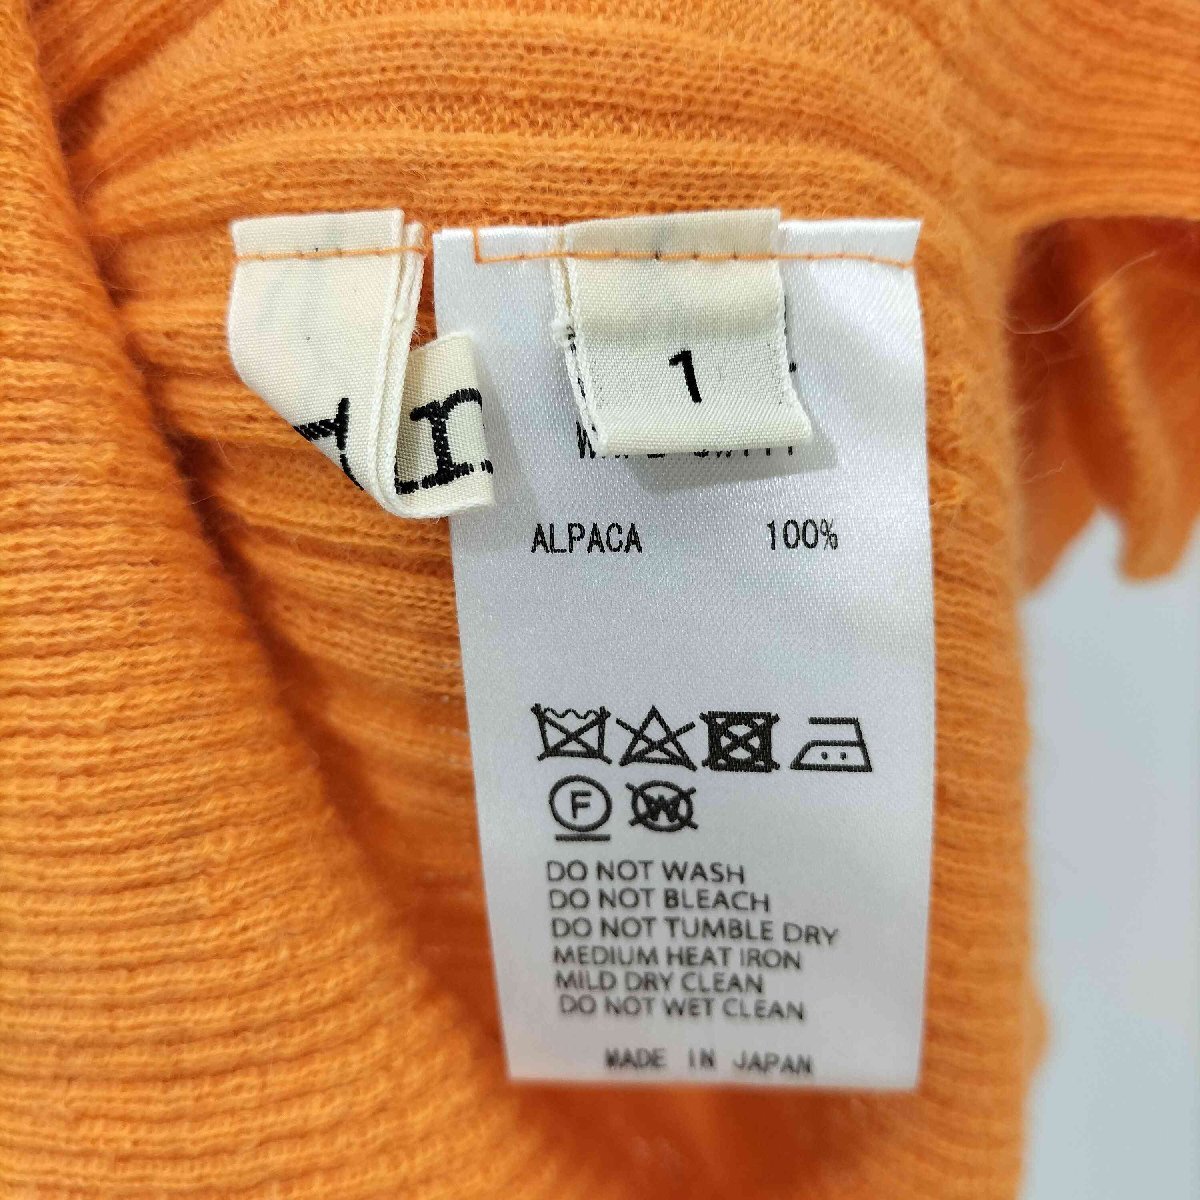 1
ALPACA 100%
F
W
DO NOT WASH
DO NOT BLEACH
DO NOT TUMBLE DRY
MEDIUM HEAT IRON
MILD DRY CLEAN
DO NOT WET CLEAN
MADE IN JAPAN